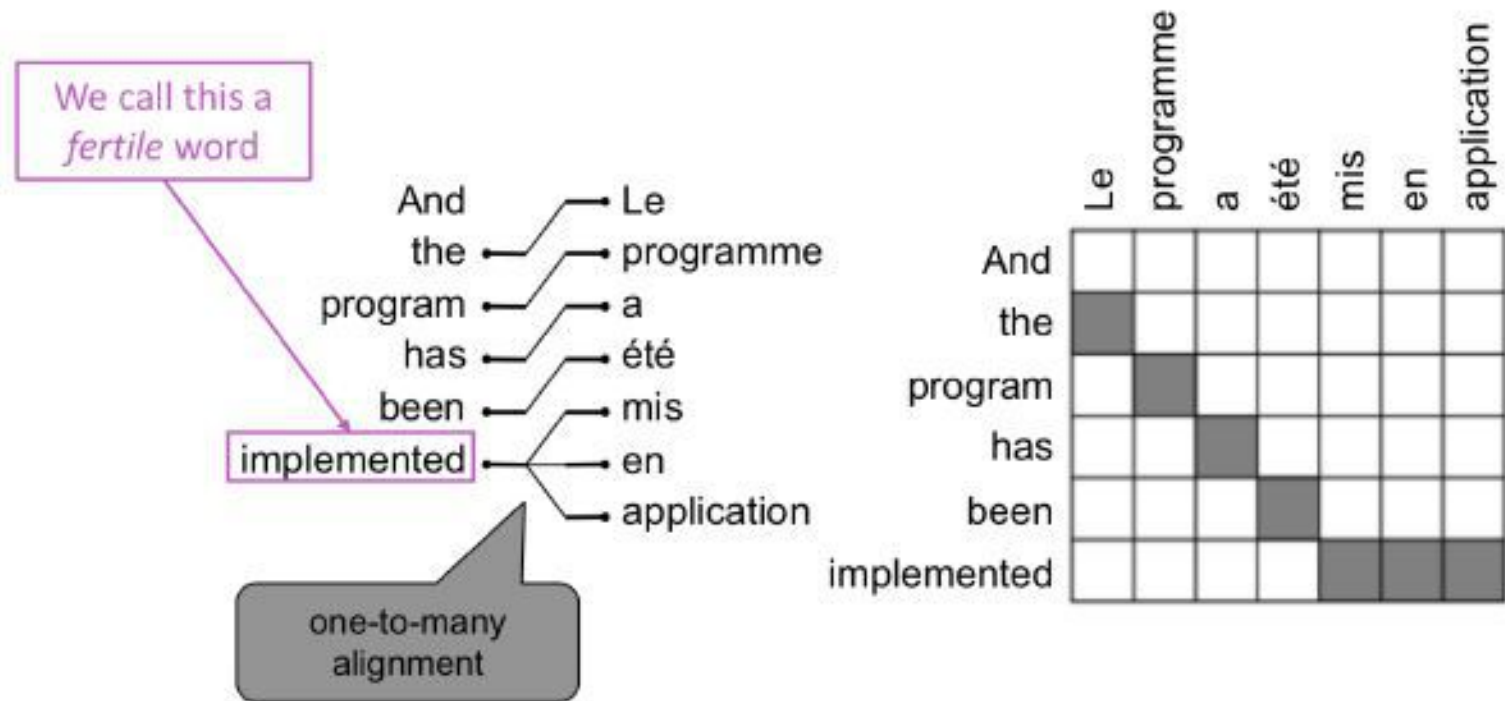 We call this a
fertile word
And
the
program
has
been
implemented
Le
programme
a
été
mis
en
application
one-to-many
alignment
Le
programme
a
été
mis
en
application
And
the
program
has
been
implemented